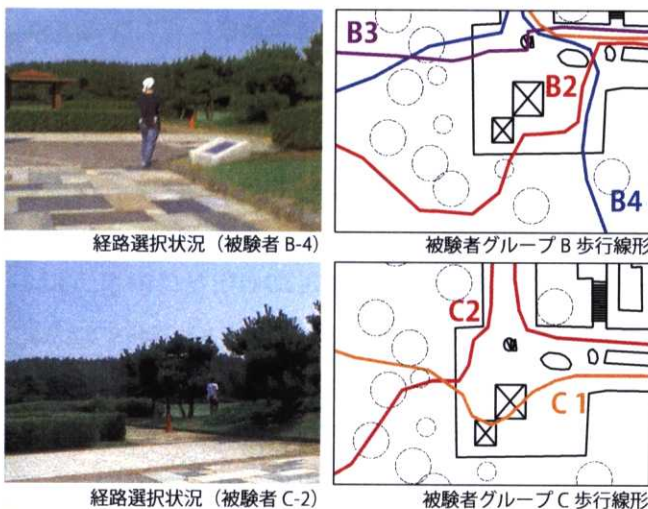 B3
B2
B4
経路選択状況（被験者 B-4）
被験者グループ B 歩行線形
C2
C 1
経路選択状況（被験者 C-2）
被験者グループ C 歩行線形